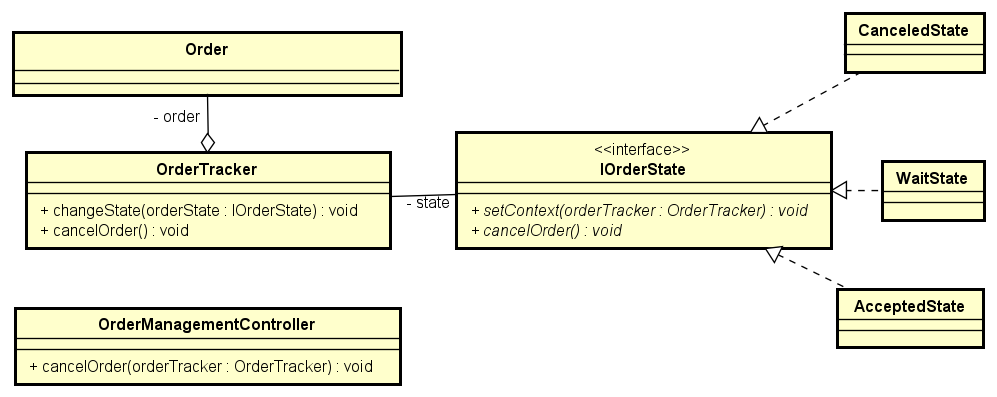 Order
- order
OrderTracker
+ changeState(orderState : IOrderState) : void
+ cancelOrder() : void
- state
<<interface>>
IOrderState
+ setContext(orderTracker : OrderTracker) : void
+ cancelOrder() : void
CanceledState
WaitState
AcceptedState
OrderManagementController
+ cancelOrder(orderTracker : OrderTracker) : void